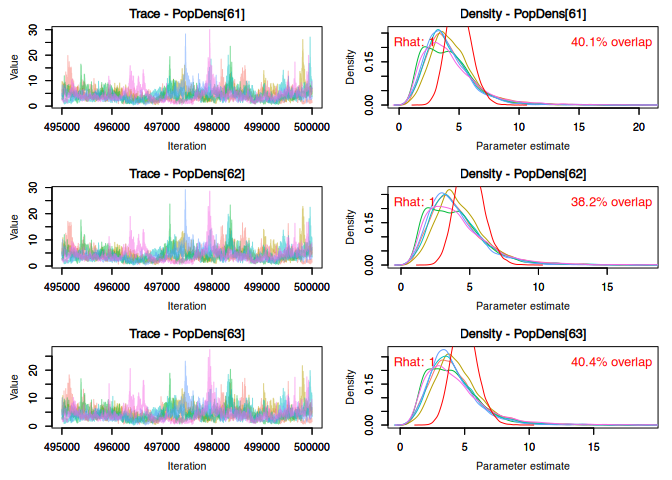 Trace - PopDens[61]
Value
0 10 20 30
495000 496000 497000 498000 499000 500000
Iteration
Density - PopDens[61]
Density
0.00 0.15
Rhat: 1
40.1% overlap
0 5 10 15 20
Parameter estimate
Trace - PopDens[62]
Value
0 10 20 30
495000 496000 497000 498000 499000 500000
Iteration
Density - PopDens[62]
Density
0.00 0.15
Rhat: 1
38.2% overlap
0 5 10 15
Parameter estimate
Trace - PopDens[63]
Value
0 10 20
495000 496000 497000 498000 499000 500000
Iteration
Density - PopDens[63]
Density
0.00 0.15
Rhat: 1
40.4% overlap
0 5 10 15
Parameter estimate